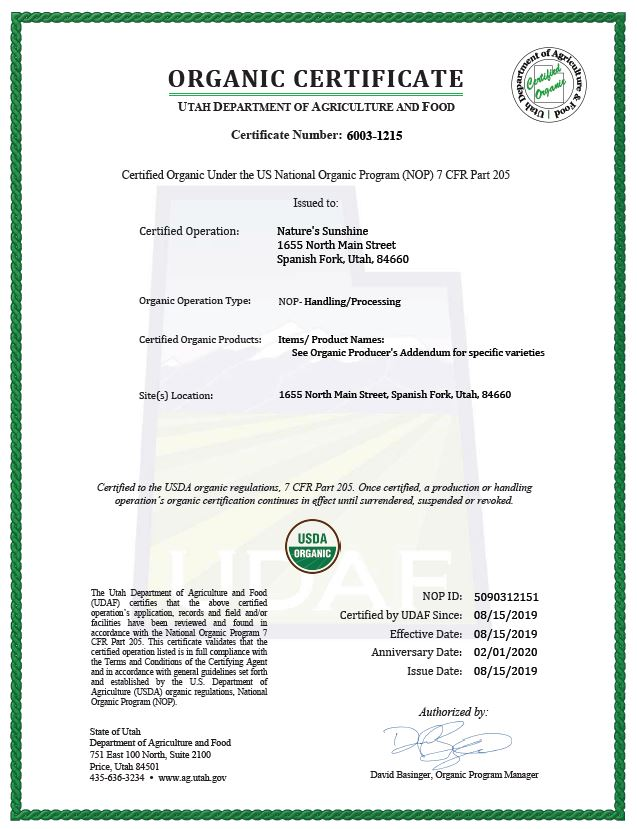 ORGANIC CERTIFICATE
UTAH DEPARTMENT OF AGRICULTURE AND FOOD
Certificate Number: 6003-1215
Utah Department of Agriculture & Food
Certified
Organic
Certified Organic Under the US National Organic Program (NOP) 7 CFR Part 205
Issued to:
Certified Operation: Nature's Sunshine
1655 North Main Street
Spanish Fork, Utah, 84660
Organic Operation Type: NOP- Handling/Processing
Certified Organic Products: Items/ Product Names:
See Organic Producer's Addendum for specific varieties
Site(s) Location: 1655 North Main Street, Spanish Fork, Utah, 84660
Certified to the USDA organic regulations, 7 CFR Part 205. Once certified, a production or handling
operation's organic certification continues in effect until surrendered, suspended or revoked.
USDA
ORGANIC
UDAF
The Utah Department of Agriculture and Food
(UDAF) certifies that the above certified
operation's application, records and field and/or
facilities have been reviewed and found in
accordance with the National Organic Program 7
CFR Part 205. This certificate validates that the
certified operation listed is in full compliance with
the Terms and Conditions of the Certifying Agent
and in accordance with general guidelines set forth
and established by the U.S. Department of
Agriculture (USDA) organic regulations, National
Organic Program (NOP).
NOP ID: 5090312151
Certified by UDAF Since: 08/15/2019
Effective Date: 08/15/2019
Anniversary Date: 02/01/2020
Issue Date: 08/15/2019
Authorized by:
David Basinger, Organic Program Manager
State of Utah
Department of Agriculture and Food
751 East 100 North, Suite 2100
Price, Utah 84501
435-636-3234 • www.ag.utah.gov